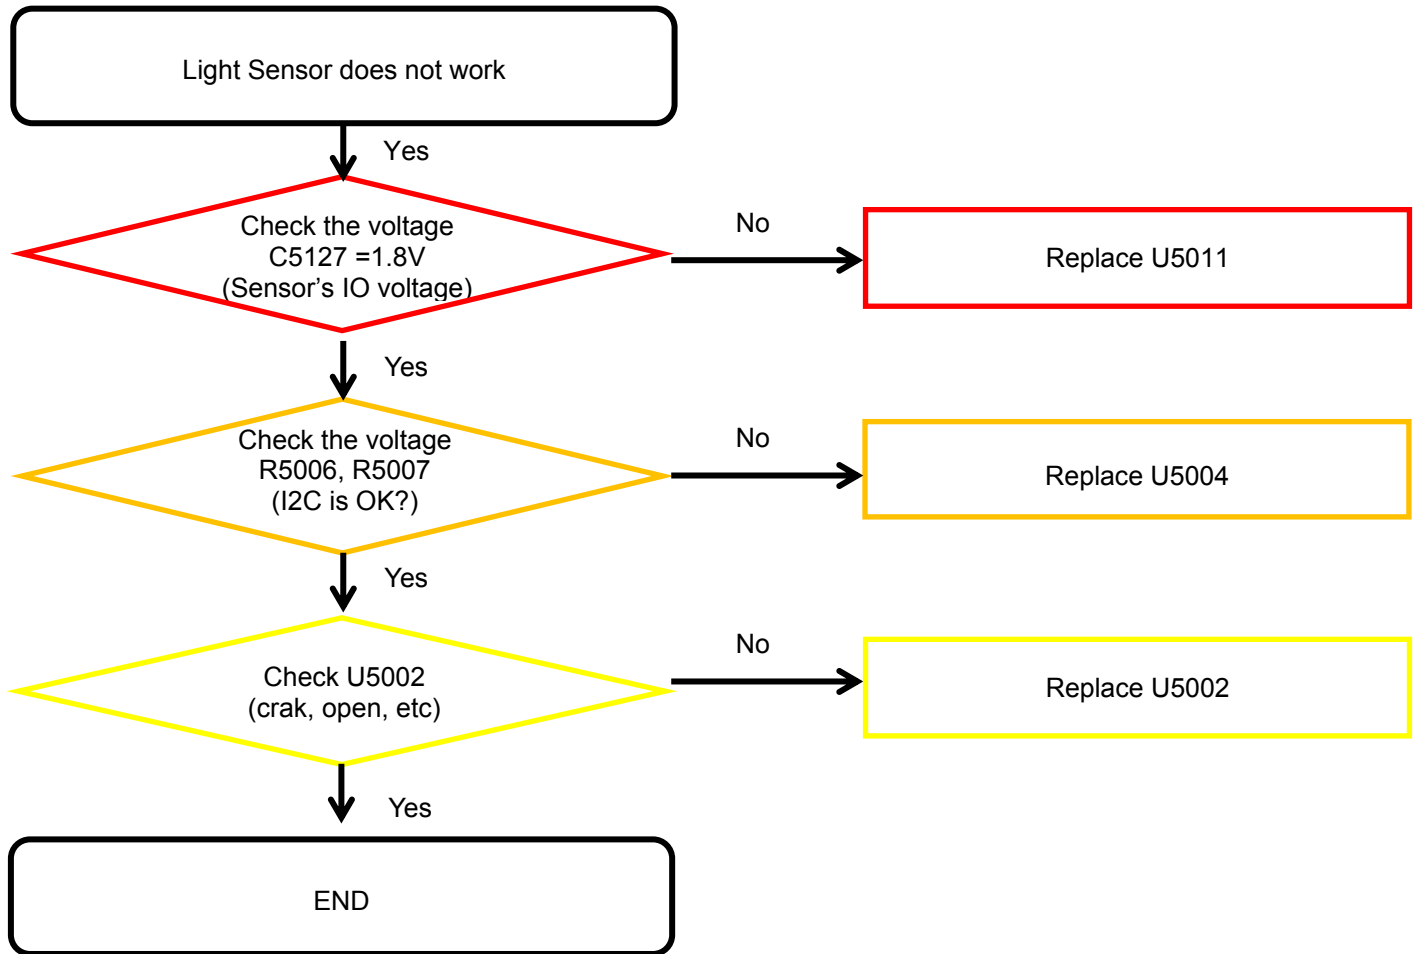 Light Sensor does not work
Yes
Check the voltage
C5127 =1.8V
(Sensor's IO voltage)
No
Replace U5011
Yes
Check the voltage
R5006, R5007
(I2C is OK?)
No
Replace U5004
Yes
Check U5002
(crak, open, etc)
No
Replace U5002
Yes
END